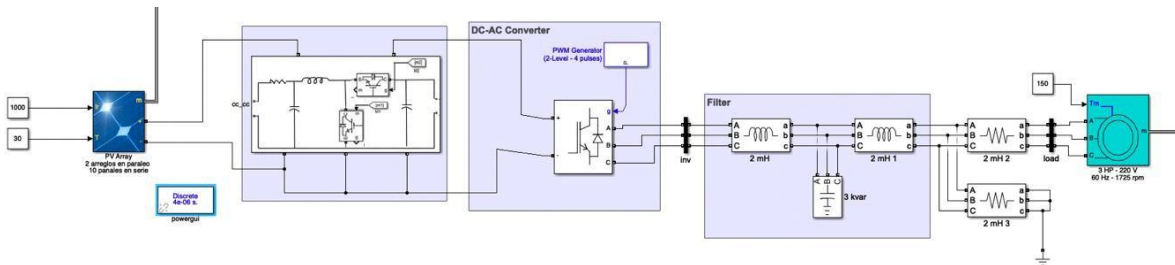 1000
30
PV Array
2 arreglos en paraleo
10 panales en serie
Discrete
4e-06 s.
powergui
cc_cc
DC-AC Converter
PWM Generator
(2-Level - 4 pulses)
g
+
-
A
B
C
inv
Filter
A
B
C
a
b
c
2 mH
A B C
3 kvar
A
B
C
a
b
c
2 mH 1
A
B
C
a
b
c
2 mH 2
A
B
C
a
b
c
2 mH 3
load
150
Tm
A
B
C
m
3 HP - 220 V
60 Hz - 1725 rpm